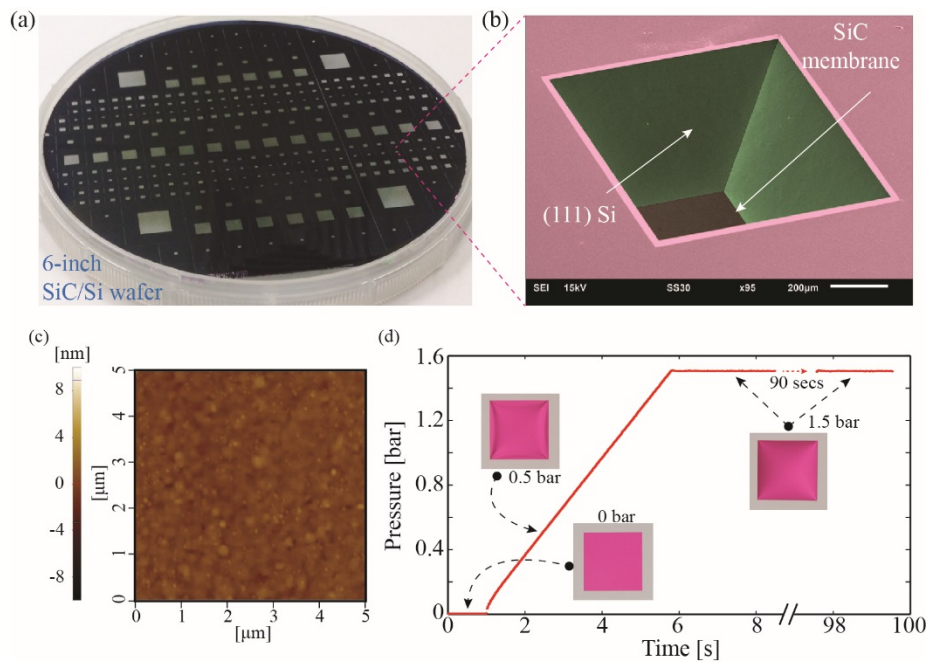 (a)
6-inch
SiC/Si wafer
(b)
SiC
membrane
(111) Si
SEI 15kV SS30 x95 200μm
(c)
[nm]
8
4
0
-4
-8
[μm]
5
4
3
2
1
0
0 1 2 3 4 5
[μm]
(d)
Pressure [bar]
1.6
1.2
0.8
0.4
0
90 secs
1.5 bar
0.5 bar
0 bar
0 2 4 6 8 98 100
Time [s]